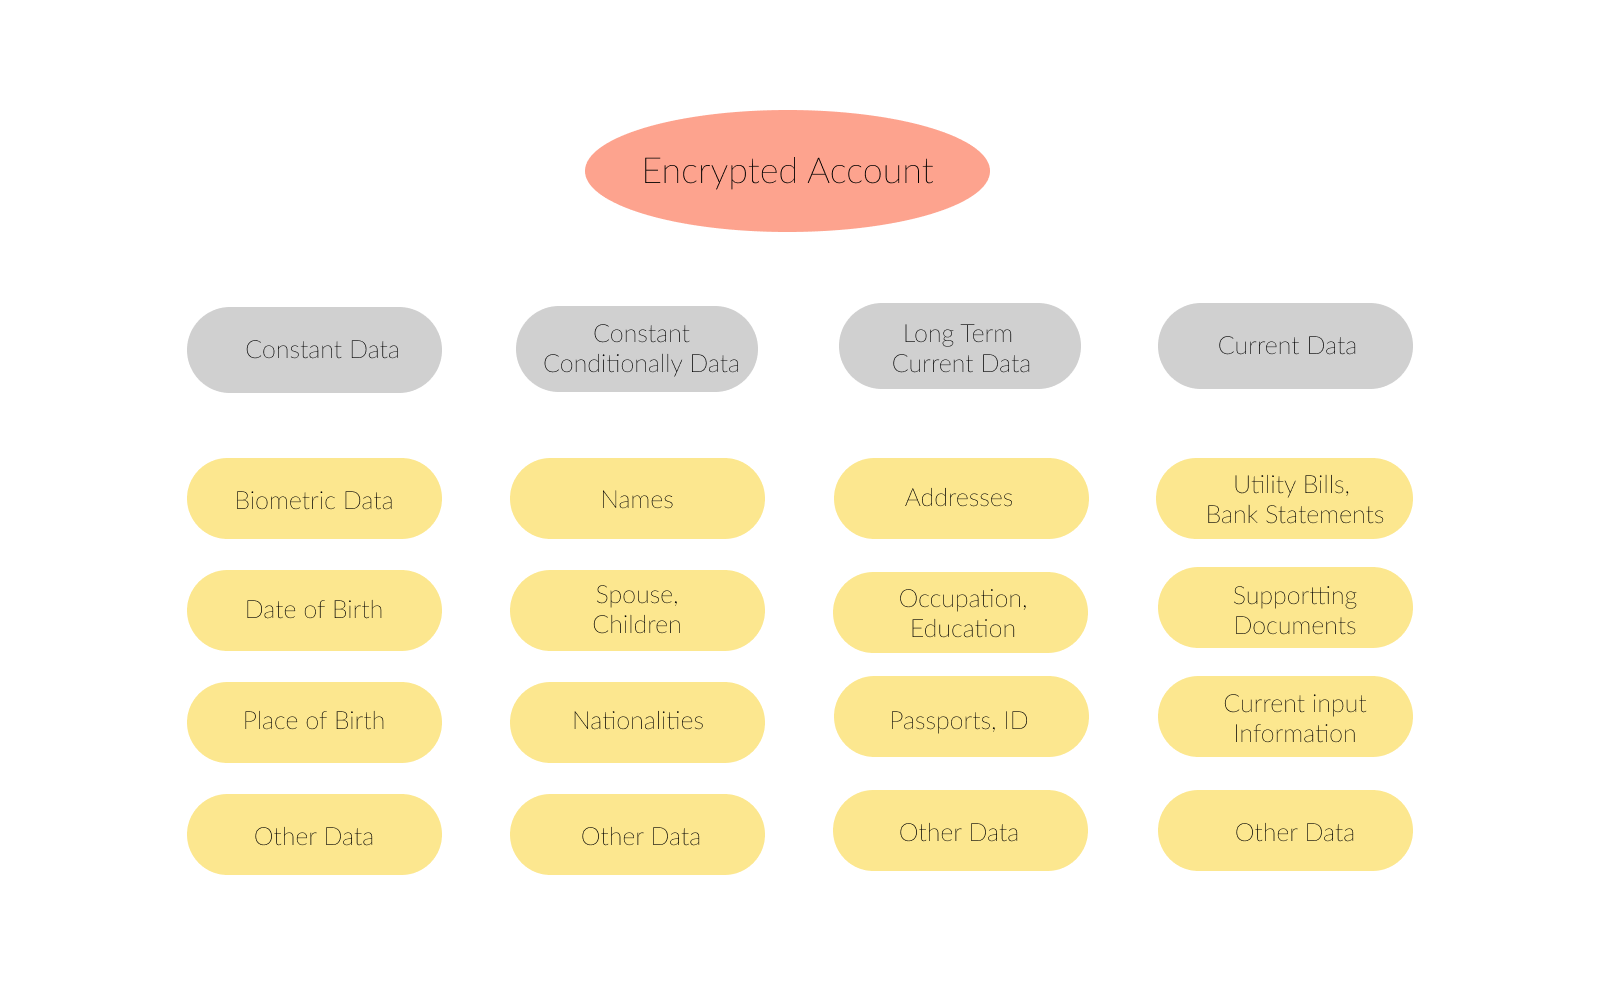 Encrypted Account
Constant Data
Constant
Conditionally Data
Long Term
Current Data
Current Data
Biometric Data
Names
Addresses
Utility Bills,
Bank Statements
Date of Birth
Spouse,
Children
Occupation,
Education
Supportting
Documents
Place of Birth
Nationalities
Passports, ID
Current input
Information
Other Data
Other Data
Other Data
Other Data